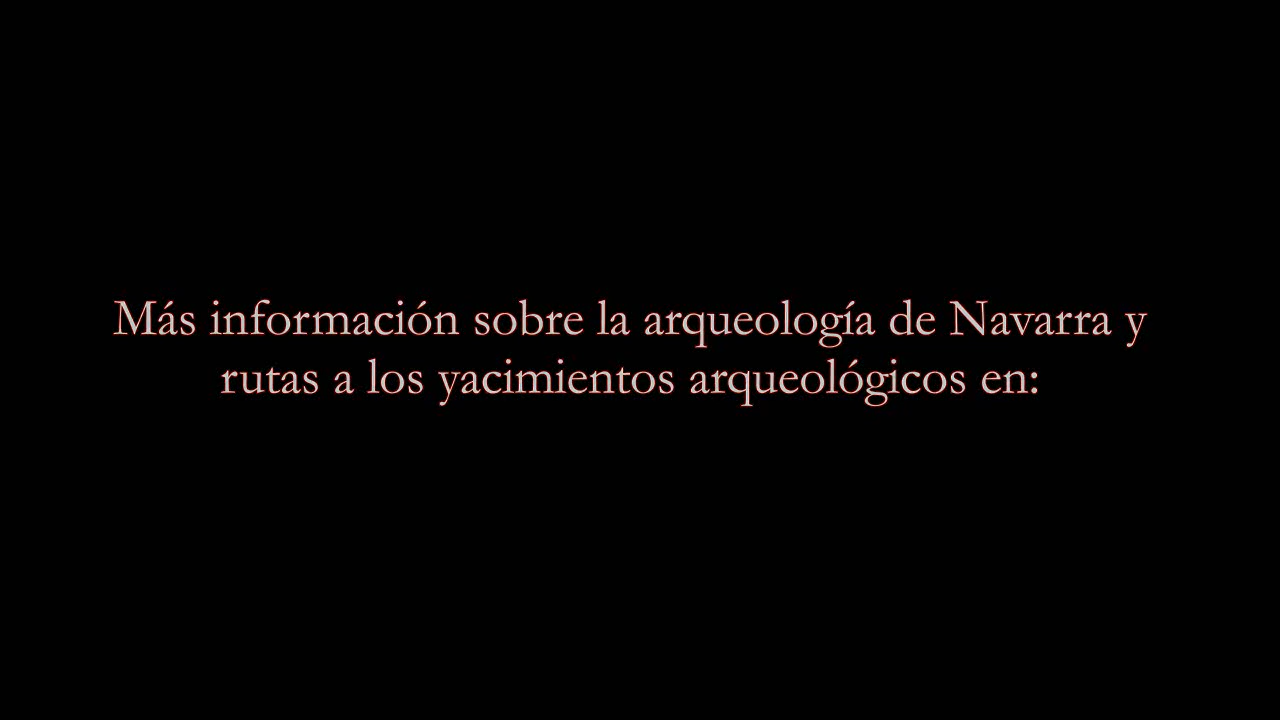 Más información sobre la arqueología de Navarra y
rutas a los yacimientos arqueológicos en: